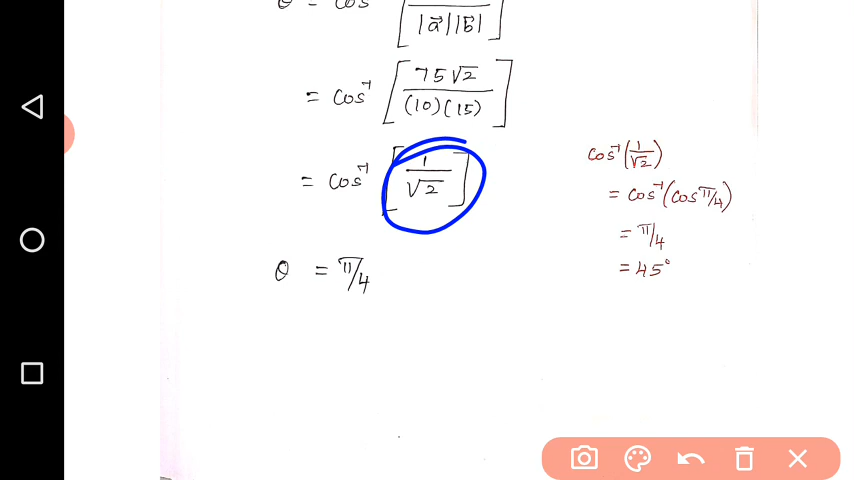 θ = cos
|a⃗||b⃗|
= cos⁻¹ [ 75√2 / (10)(15) ]
= cos⁻¹ [ 1 / √2 ]
θ = π/4
cos⁻¹(1/√2)
= cos⁻¹(cos π/4)
= π/4
= 45°